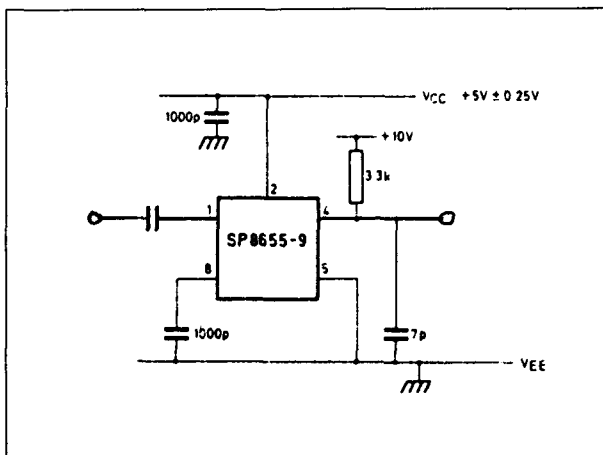 VCC +5V ± 0.25V
1000p
+10V
3.3k
2
1
4
SP8655-9
8
5
1000p
7p
VEE